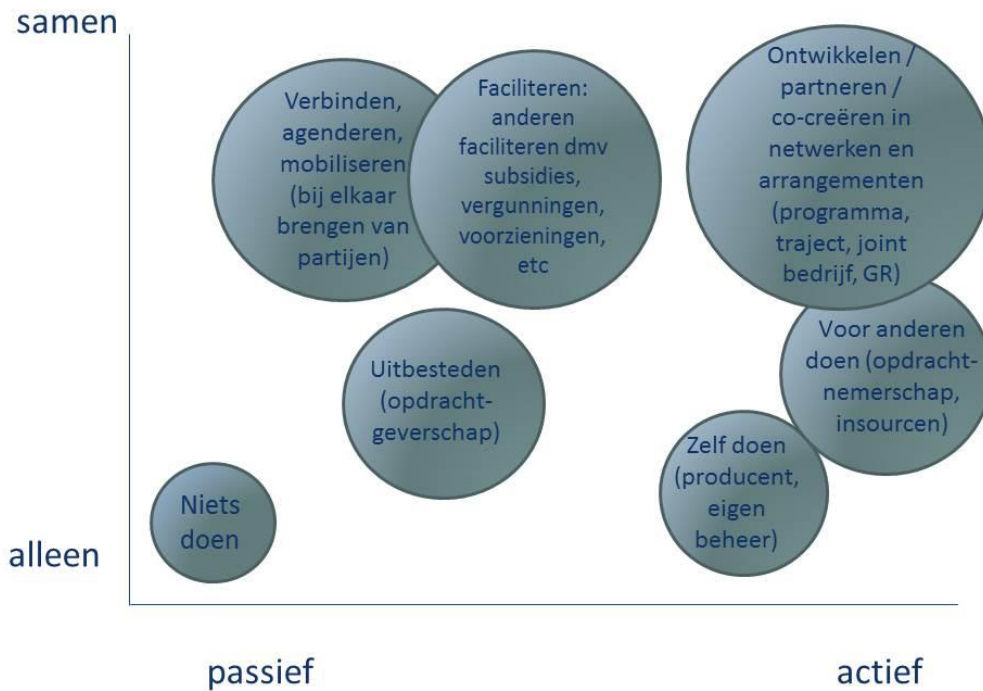 samen
Verbinden,
agenderen,
mobiliseren
(bij elkaar
brengen van
partijen)
Faciliteren:
anderen
faciliteren dmv
subsidies,
vergunningen,
voorzieningen,
etc
Ontwikkelen /
partneren /
co-creëren in
netwerken en
arrangementen
(programma,
traject, joint
bedrijf, GR)
Uitbesteden
(opdracht-
geverschap)
Voor anderen
doen (opdracht-
nemerschap,
insourcen)
Zelf doen
(producent,
eigen
beheer)
Niets
doen
alleen
passief
actief